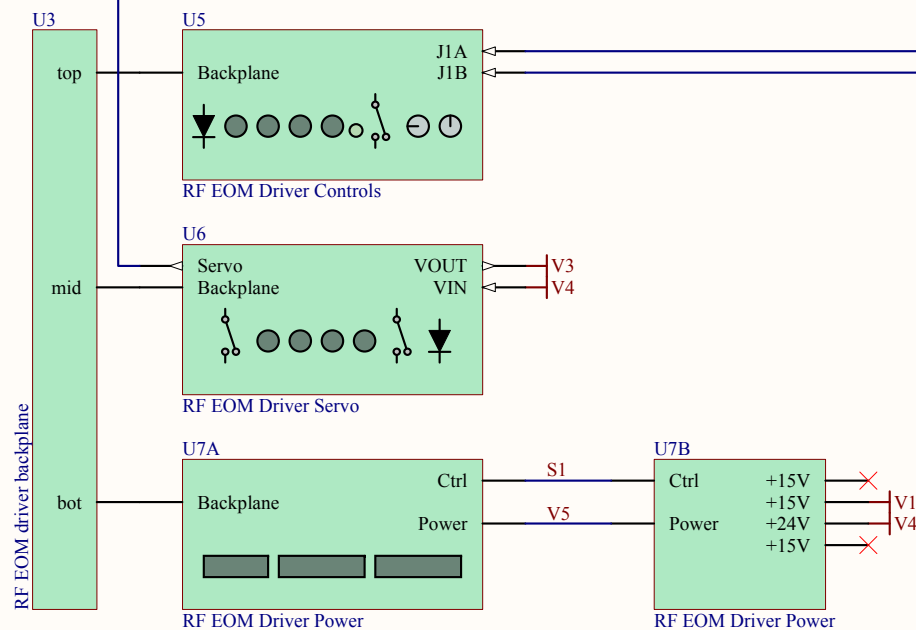 U3
top
mid
bot
RF EOM driver backplane
U5
J1A
Backplane
J1B
RF EOM Driver Controls
U6
Servo
VOUT
V3
Backplane
VIN
V4
RF EOM Driver Servo
U7A
Ctrl
Backplane
Power
RF EOM Driver Power
S1
V5
U7B
Ctrl
+15V
+15V
V1
Power
+24V
V4
+15V
RF EOM Driver Power